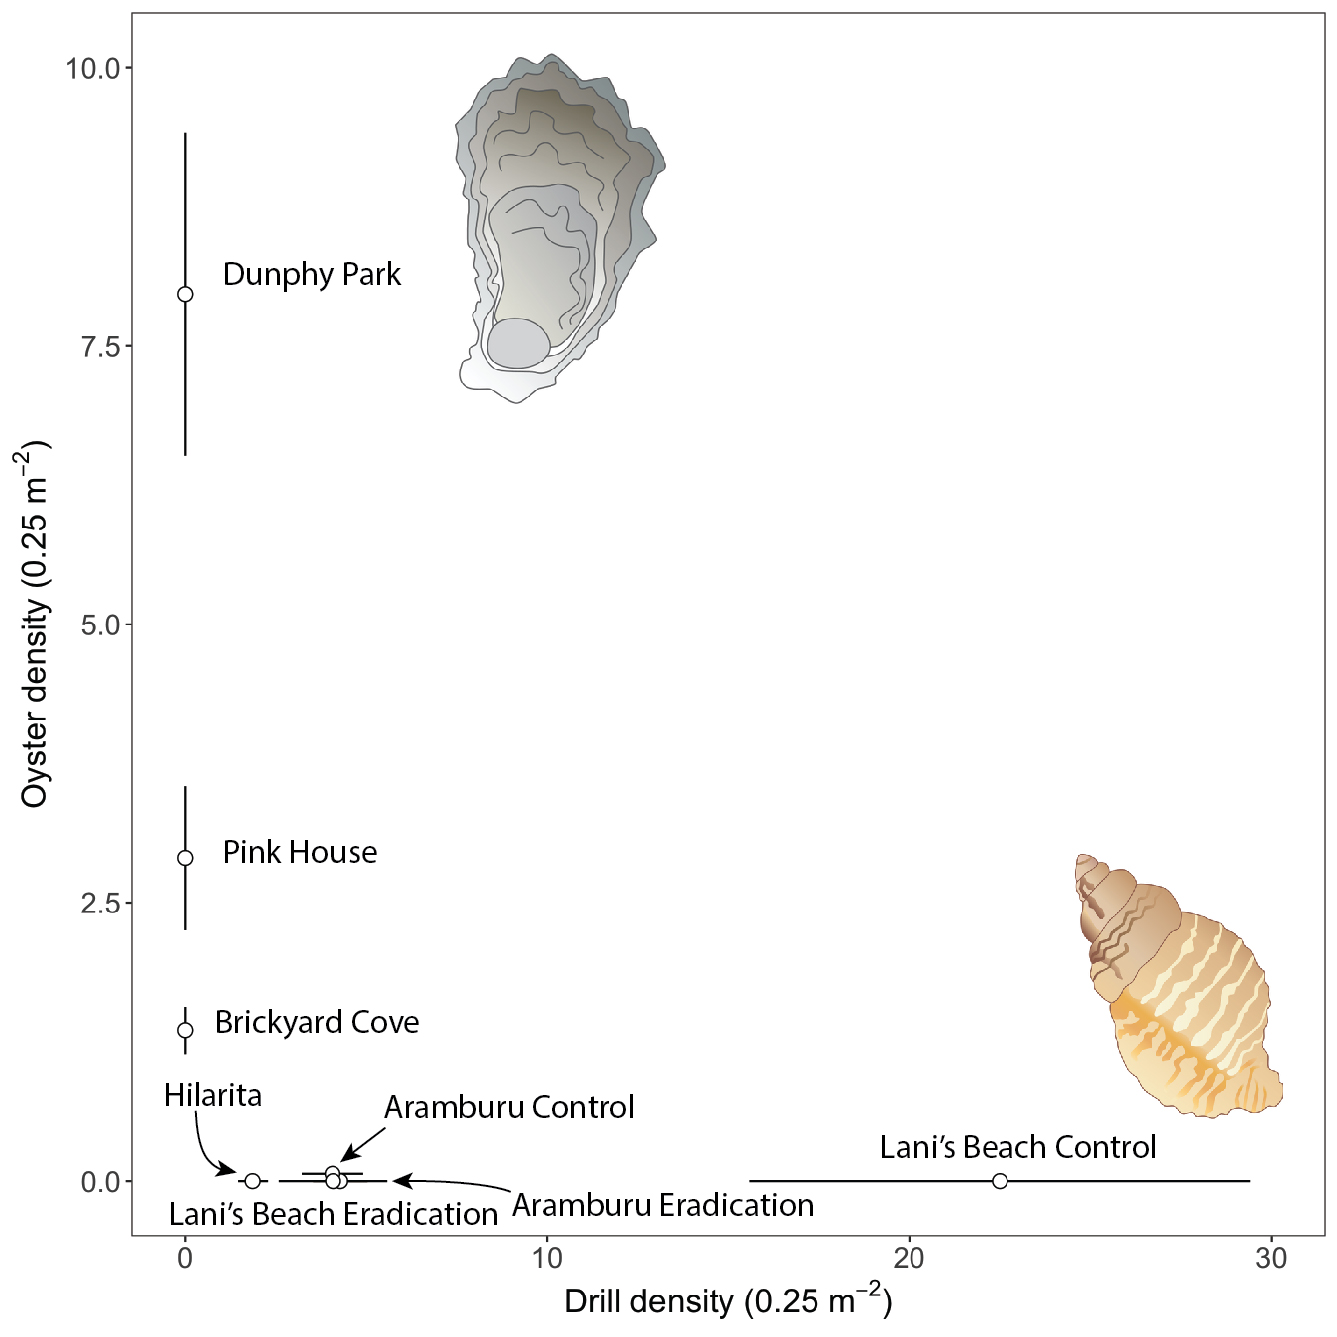 10.0
Dunphy Park
7.5
Oyster density (0.25 m−2)
5.0
Pink House
2.5
Brickyard Cove
Hilarita
Aramburu Control
Lani’s Beach Control
0.0
Aramburu Eradication
Lani’s Beach Eradication
0 10 20 30
Drill density (0.25 m−2)